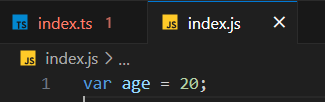 TS index.ts 1 JS index.js ×
JS index.js > ...
1 var age = 20;